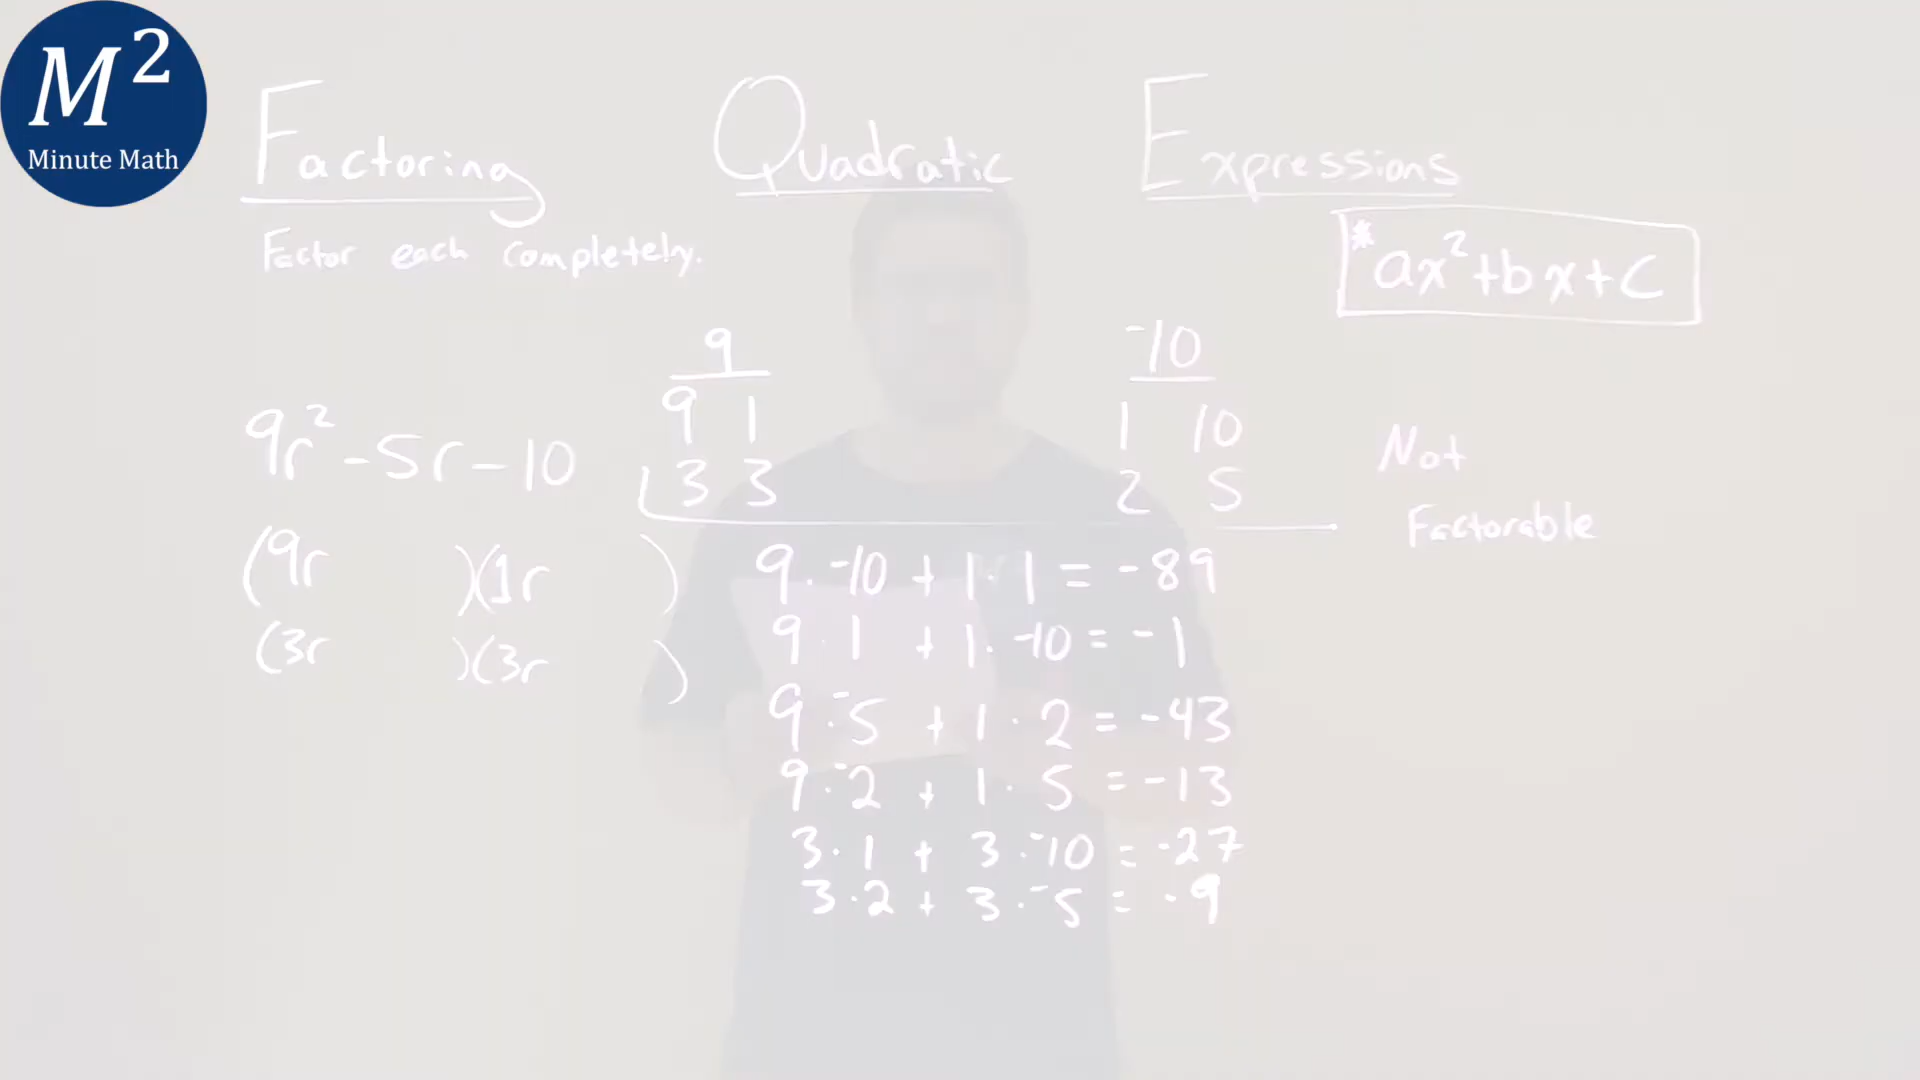 M²
Minute Math
Factoring Quadratic Expressions
Factor each completely.
* ax²+bx+c
9 -10
9 1 1 10
3 3 2 5
9r²-5r-10
Not
Factorable
(9r )(1r )
(3r )(3r )
9·-10 + 1·1 = -89
9·1 + 1·-10 = -1
9·-5 + 1·2 = -43
9·-2 + 1·5 = -13
3·1 + 3·-10 = -27
3·2 + 3·-5 = -9